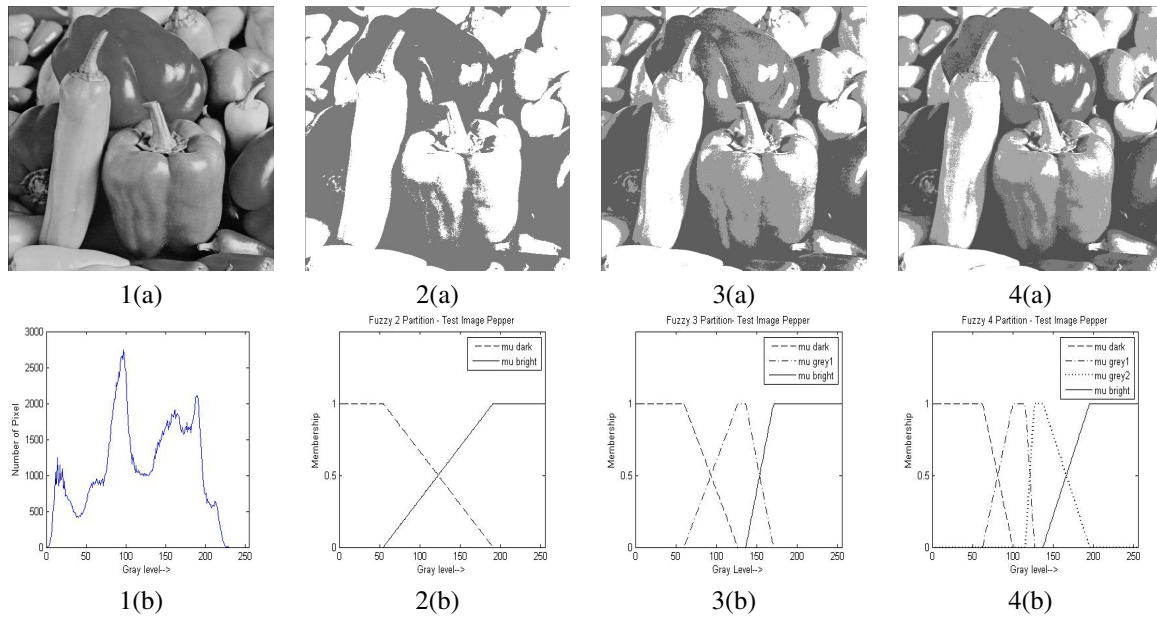 1(a)
2(a)
3(a)
4(a)
3000
2500
2000
1500
1000
500
0
0 50 100 150 200 250
Number of Pixel
Gray level-->
1(b)
Fuzzy 2 Partition - Test Image Pepper
mu dark
mu bright
1
0.5
0
0 50 100 150 200 250
Membership
Gray level-->
2(b)
Fuzzy 3 Partition- Test Image Pepper
mu dark
mu grey1
mu bright
1
0.5
0
0 50 100 150 200 250
Membership
Gray Level-->
3(b)
Fuzzy 4 Partition - Test Image Pepper
mu dark
mu grey1
mu grey2
mu bright
1
0.5
0
0 50 100 150 200 250
Membership
Gray level-->
4(b)